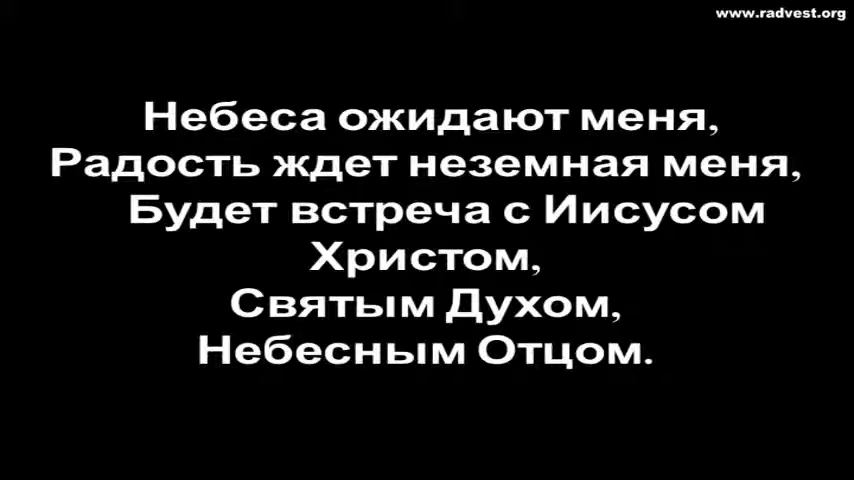 www.radvest.org
Небеса ожидают меня,
Радость ждет неземная меня,
Будет встреча с Иисусом
Христом,
Святым Духом,
Небесным Отцом.